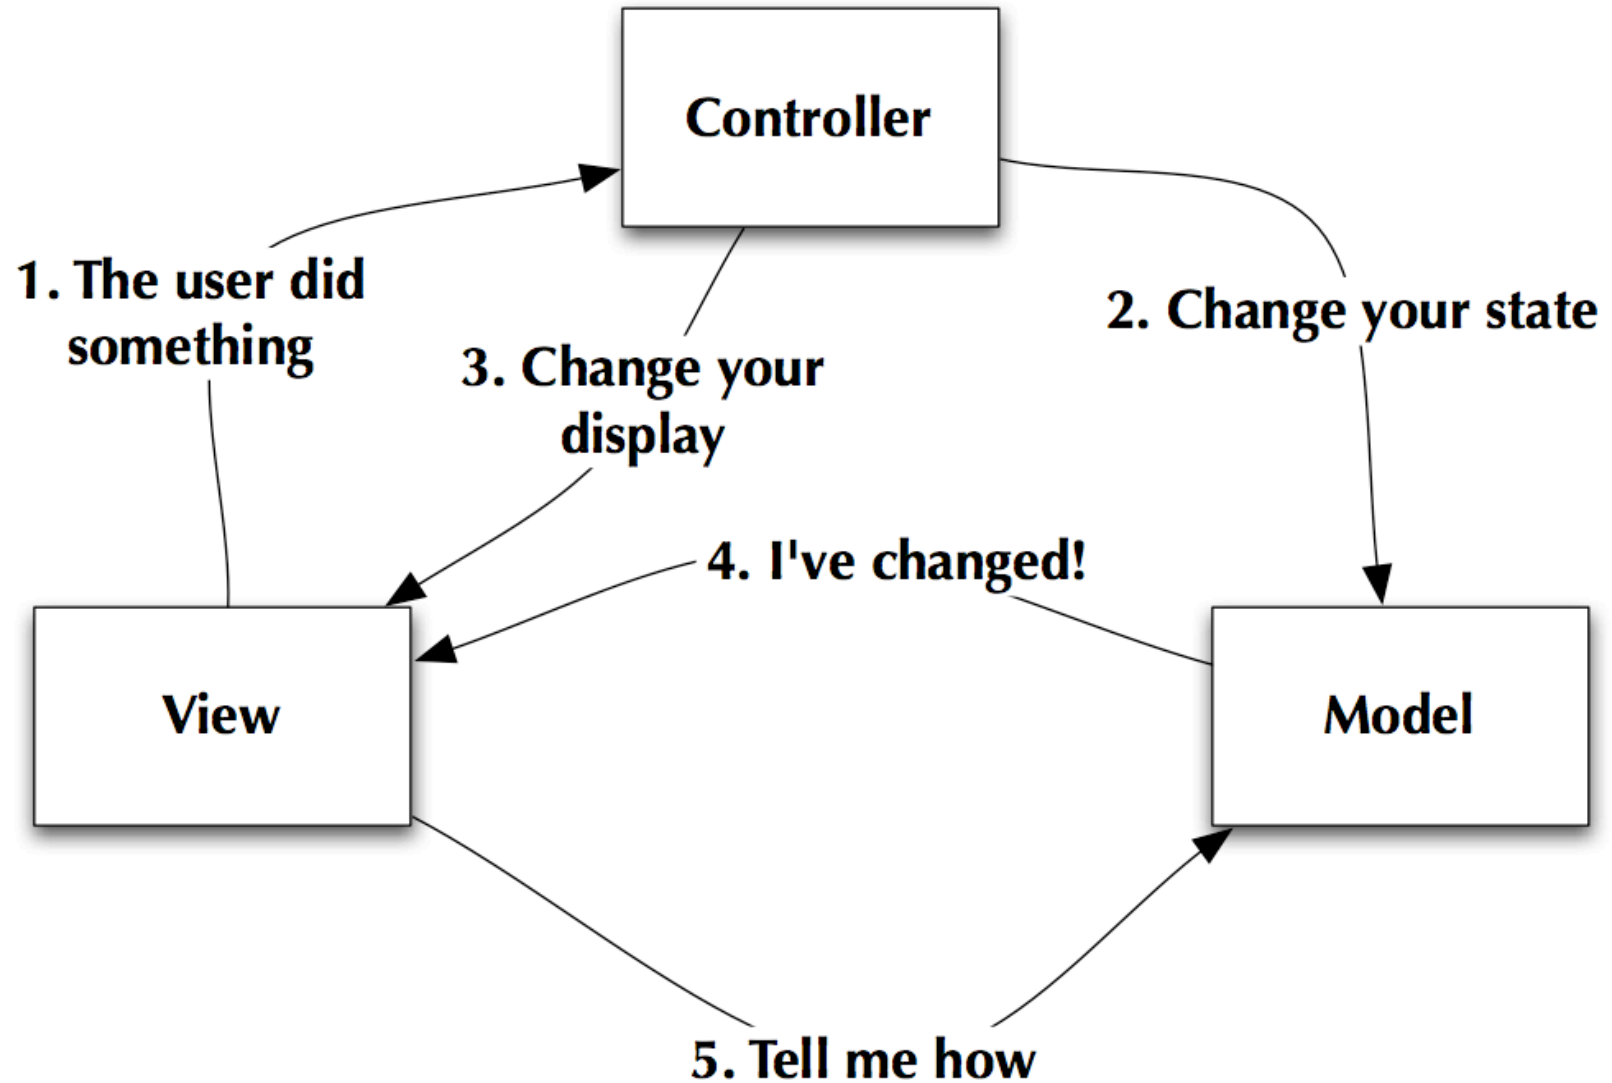 Controller
1. The user did
something
2. Change your state
3. Change your
display
4. I've changed!
View
Model
5. Tell me how